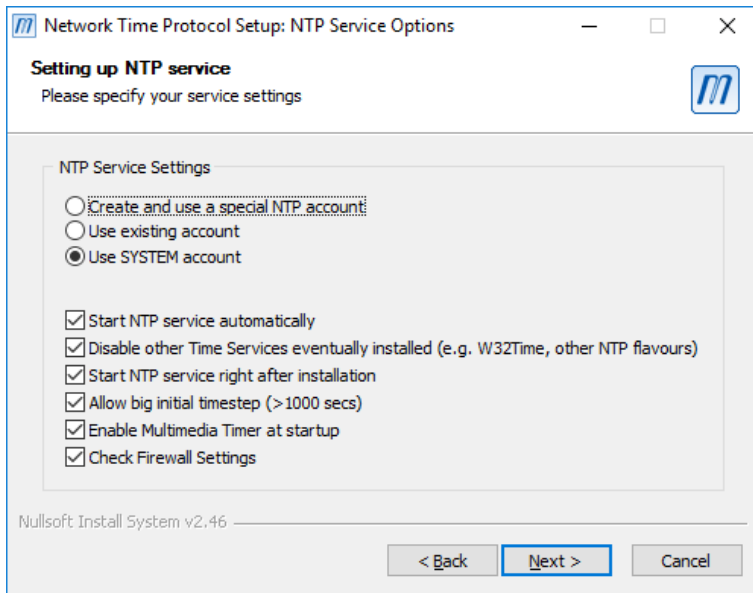 Network Time Protocol Setup: NTP Service Options
Setting up NTP service
Please specify your service settings
NTP Service Settings
Create and use a special NTP account
Use existing account
Use SYSTEM account
Start NTP service automatically
Disable other Time Services eventually installed (e.g. W32Time, other NTP flavours)
Start NTP service right after installation
Allow big initial timestep (>1000 secs)
Enable Multimedia Timer at startup
Check Firewall Settings
Nullsoft Install System v2.46
< Back Next > Cancel